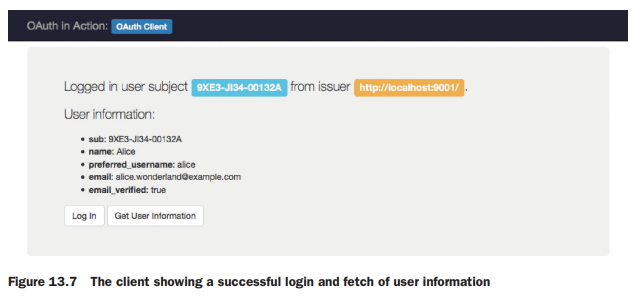 OAuth in Action: OAuth Client
Logged in user subject 9XE3-JI34-00132A from issuer http://localhost:9001/ .
User information:
• sub: 9XE3-JI34-00132A
• name: Alice
• preferred_username: alice
• email: alice.wonderland@example.com
• email_verified: true
Log In Get User Information
Figure 13.7 The client showing a successful login and fetch of user information